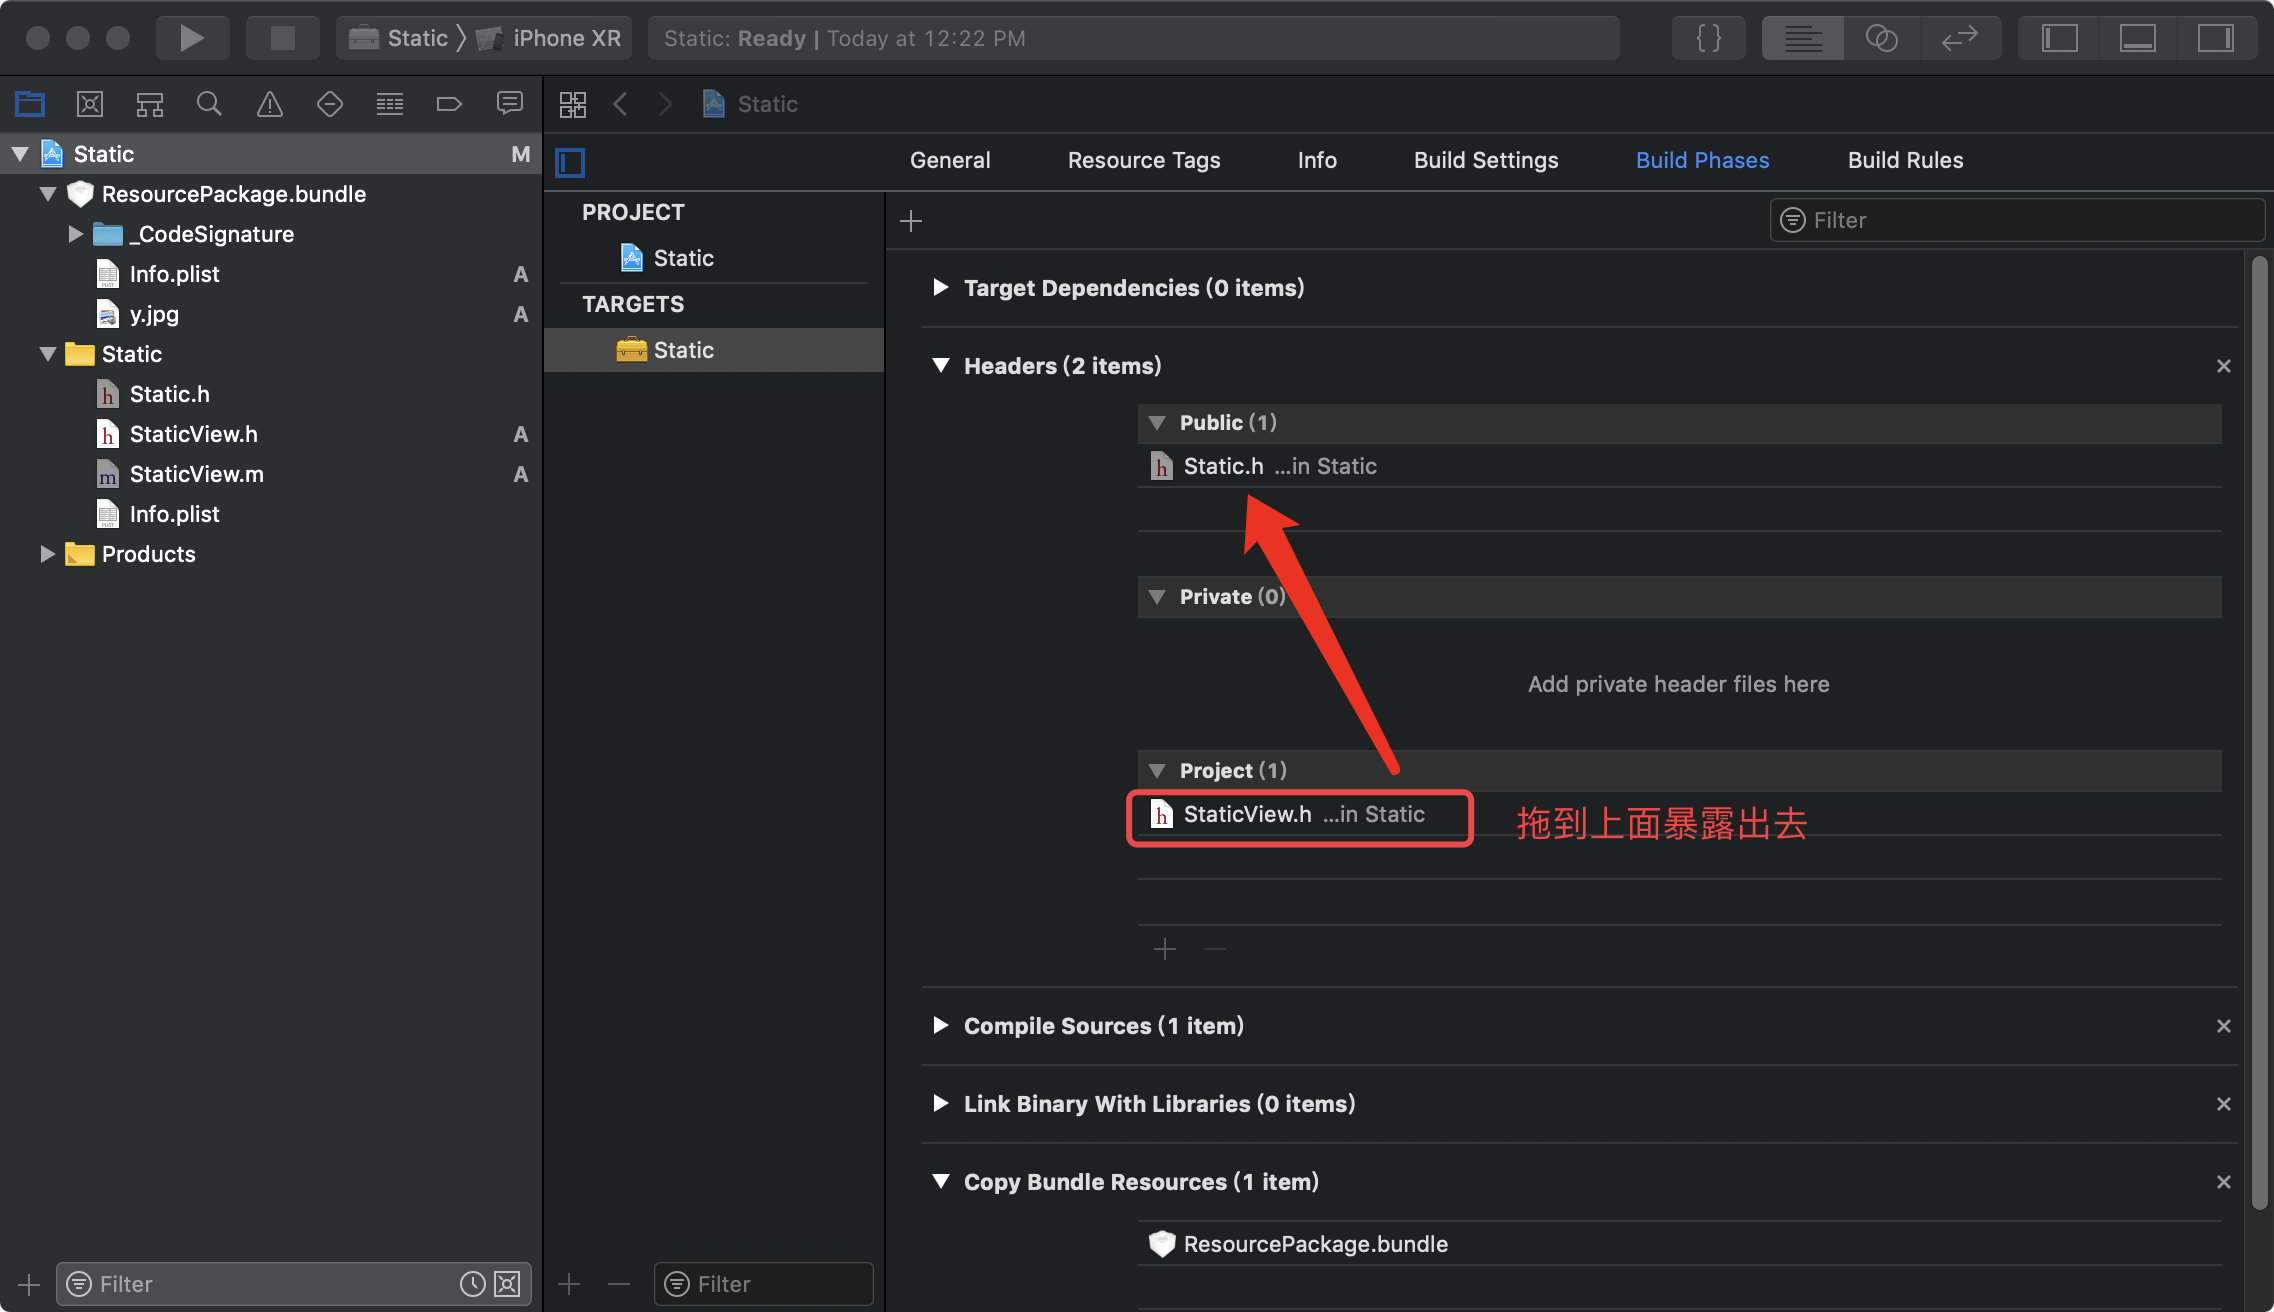 Static 〉 iPhone XR
Static: Ready | Today at 12:22 PM
{ }
Static
Static M
ResourcePackage.bundle
_CodeSignature
Info.plist A
y.jpg A
Static
Static.h
StaticView.h A
StaticView.m A
Info.plist
Products
Filter
General Resource Tags Info Build Settings Build Phases Build Rules
PROJECT
Static
TARGETS
Static
Filter
Filter
Target Dependencies (0 items)
Headers (2 items)
Public (1)
Static.h ...in Static
Private (0)
Add private header files here
Project (1)
StaticView.h ...in Static
拖到上面暴露出去
Compile Sources (1 item)
Link Binary With Libraries (0 items)
Copy Bundle Resources (1 item)
ResourcePackage.bundle